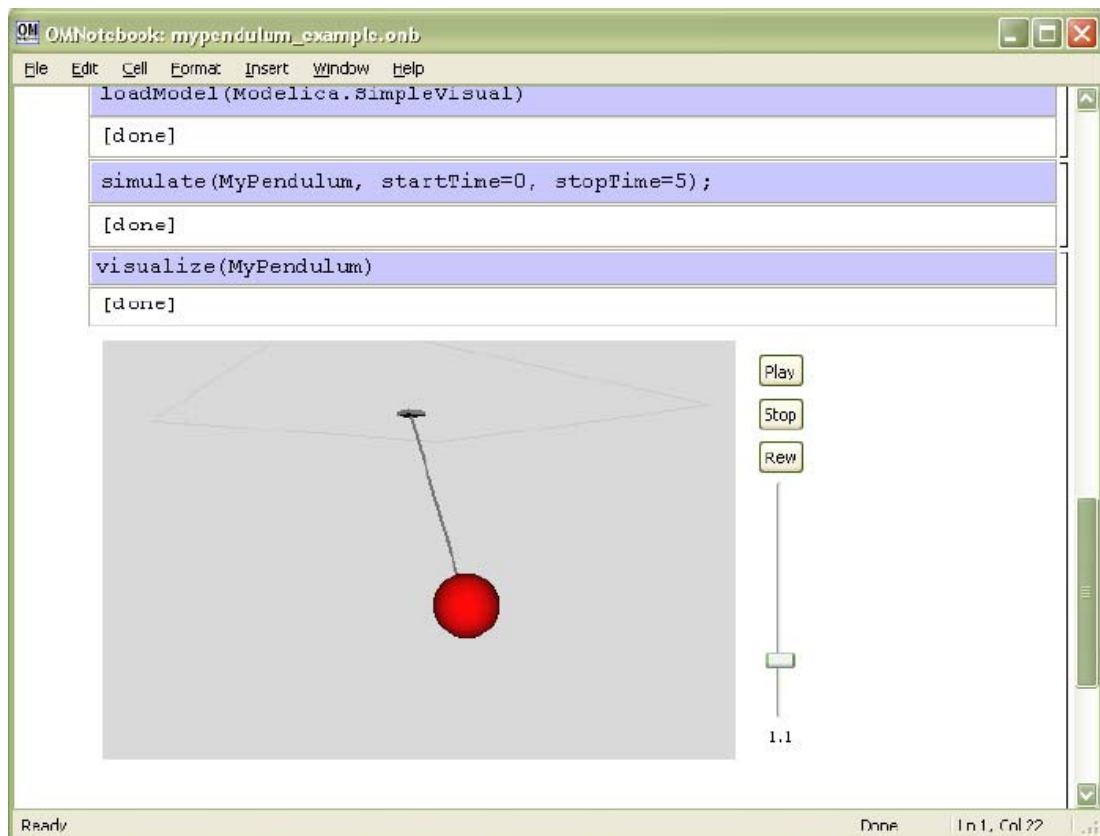 QM OMNotebook: mypendulum_example.onb
File Edit Cell Format Insert Window Help
loadModel(Modelica.SimpleVisual)
[done]
simulate(MyPendulum, startTime=0, stopTime=5);
[done]
visualize(MyPendulum)
[done]
Play
Stop
Rew
1.1
Ready Done Ln 1, Col 22